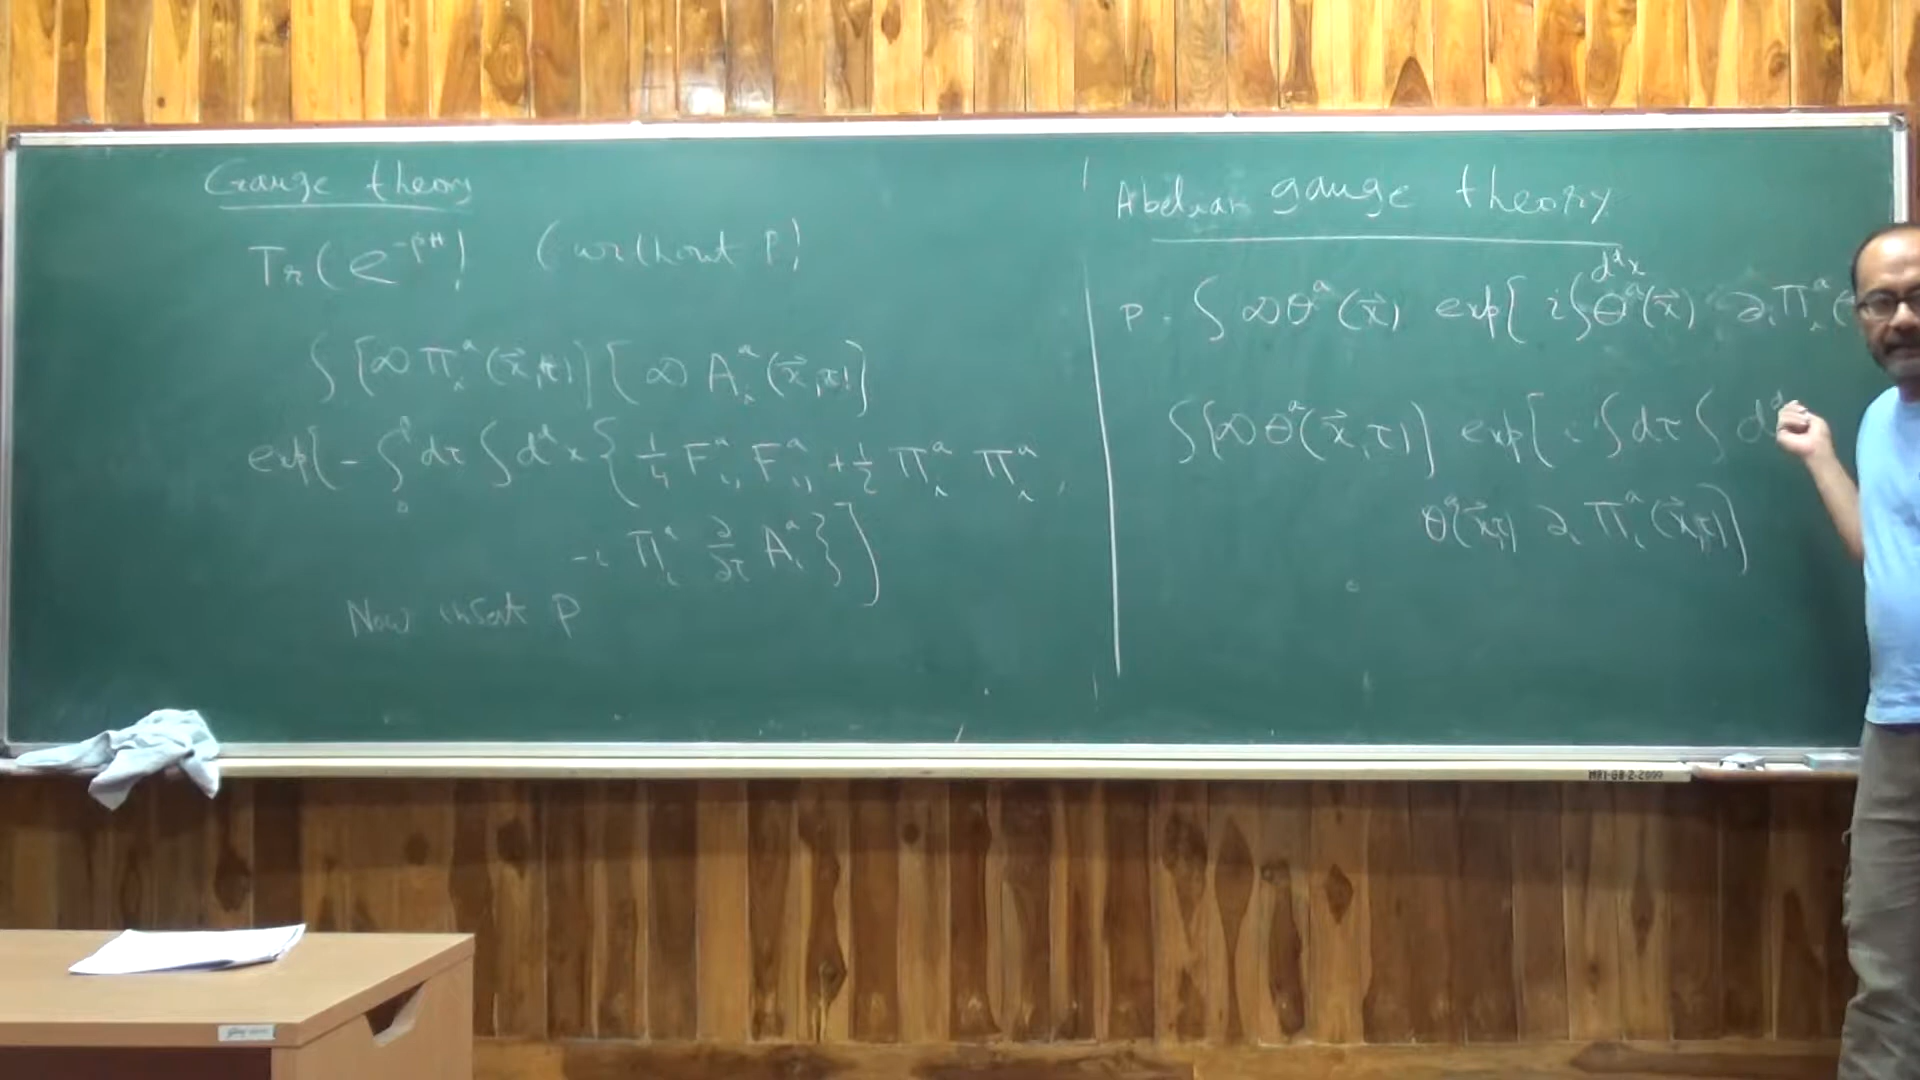 Gauge theory
Tr(e^{-βH}) (without P)
∫[𝒟Π_i^a(x⃗,τ)][𝒟A_i^a(x⃗,τ)]
exp[-∫_0^β dτ ∫d^d x {1/4 F_{ij}^a F_{ij}^a + 1/2 Π_i^a Π_i^a
-i Π_i^a ∂/∂τ A_i^a}]
Now insert P
Abelian gauge theory
P. ∫𝒟θ^a(x⃗) exp[i∫d^d x θ^a(x⃗) ∂_i Π_i^a(
∫[𝒟θ^a(x⃗,τ)] exp[i∫dτ∫d^d
θ^a(x⃗,τ) ∂_i Π_i^a(x⃗,τ)]
MRI-GB-2-2000